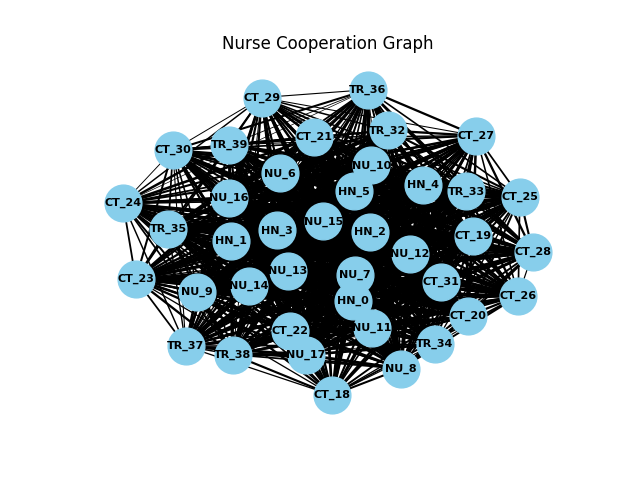 Nurse Cooperation Graph
TR_36
CT_29
TR_32
CT_27
CT_21
TR_39
CT_30
NU_10
NU_6
HN_4
HN_5
TR_33
CT_25
NU_16
CT_24
NU_15
TR_35
HN_3
HN_2
CT_19
HN_1
CT_28
NU_12
NU_13
NU_7
CT_23
CT_31
NU_14
NU_9
CT_26
HN_0
CT_20
NU_11
CT_22
TR_34
TR_37
TR_38
NU_17
NU_8
CT_18